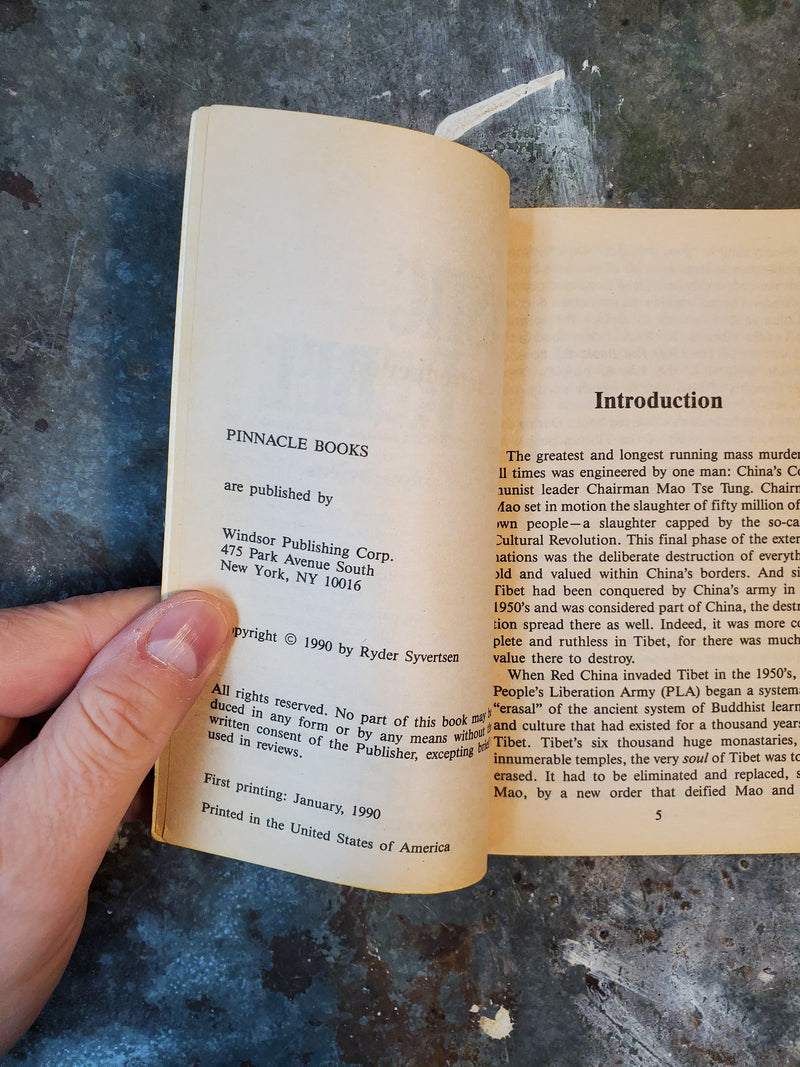 PINNACLE BOOKS
are published by
Windsor Publishing Corp.
475 Park Avenue South
New York, NY 10016
opyright © 1990 by Ryder Syvertsen
All rights reserved. No part of this book may
duced in any form or by any means without
written consent of the Publisher, excepting brief
used in reviews.
First printing: January, 1990
Printed in the United States of America
Introduction
The greatest and longest running mass murder
ll times was engineered by one man: China's Co
unist leader Chairman Mao Tse Tung. Chairm
Mao set in motion the slaughter of fifty million of
own people—a slaughter capped by the so-ca
Cultural Revolution. This final phase of the exter
nations was the deliberate destruction of everyth
old and valued within China's borders. And si
Tibet had been conquered by China's army in
1950's and was considered part of China, the destr
tion spread there as well. Indeed, it was more co
plete and ruthless in Tibet, for there was much
value there to destroy.
When Red China invaded Tibet in the 1950's,
People's Liberation Army (PLA) began a systema
"erasal" of the ancient system of Buddhist learn
and culture that had existed for a thousand years
Tibet. Tibet's six thousand huge monastaries,
innumerable temples, the very soul of Tibet was to
erased. It had to be eliminated and replaced, s
Mao, by a new order that deified Mao and
5